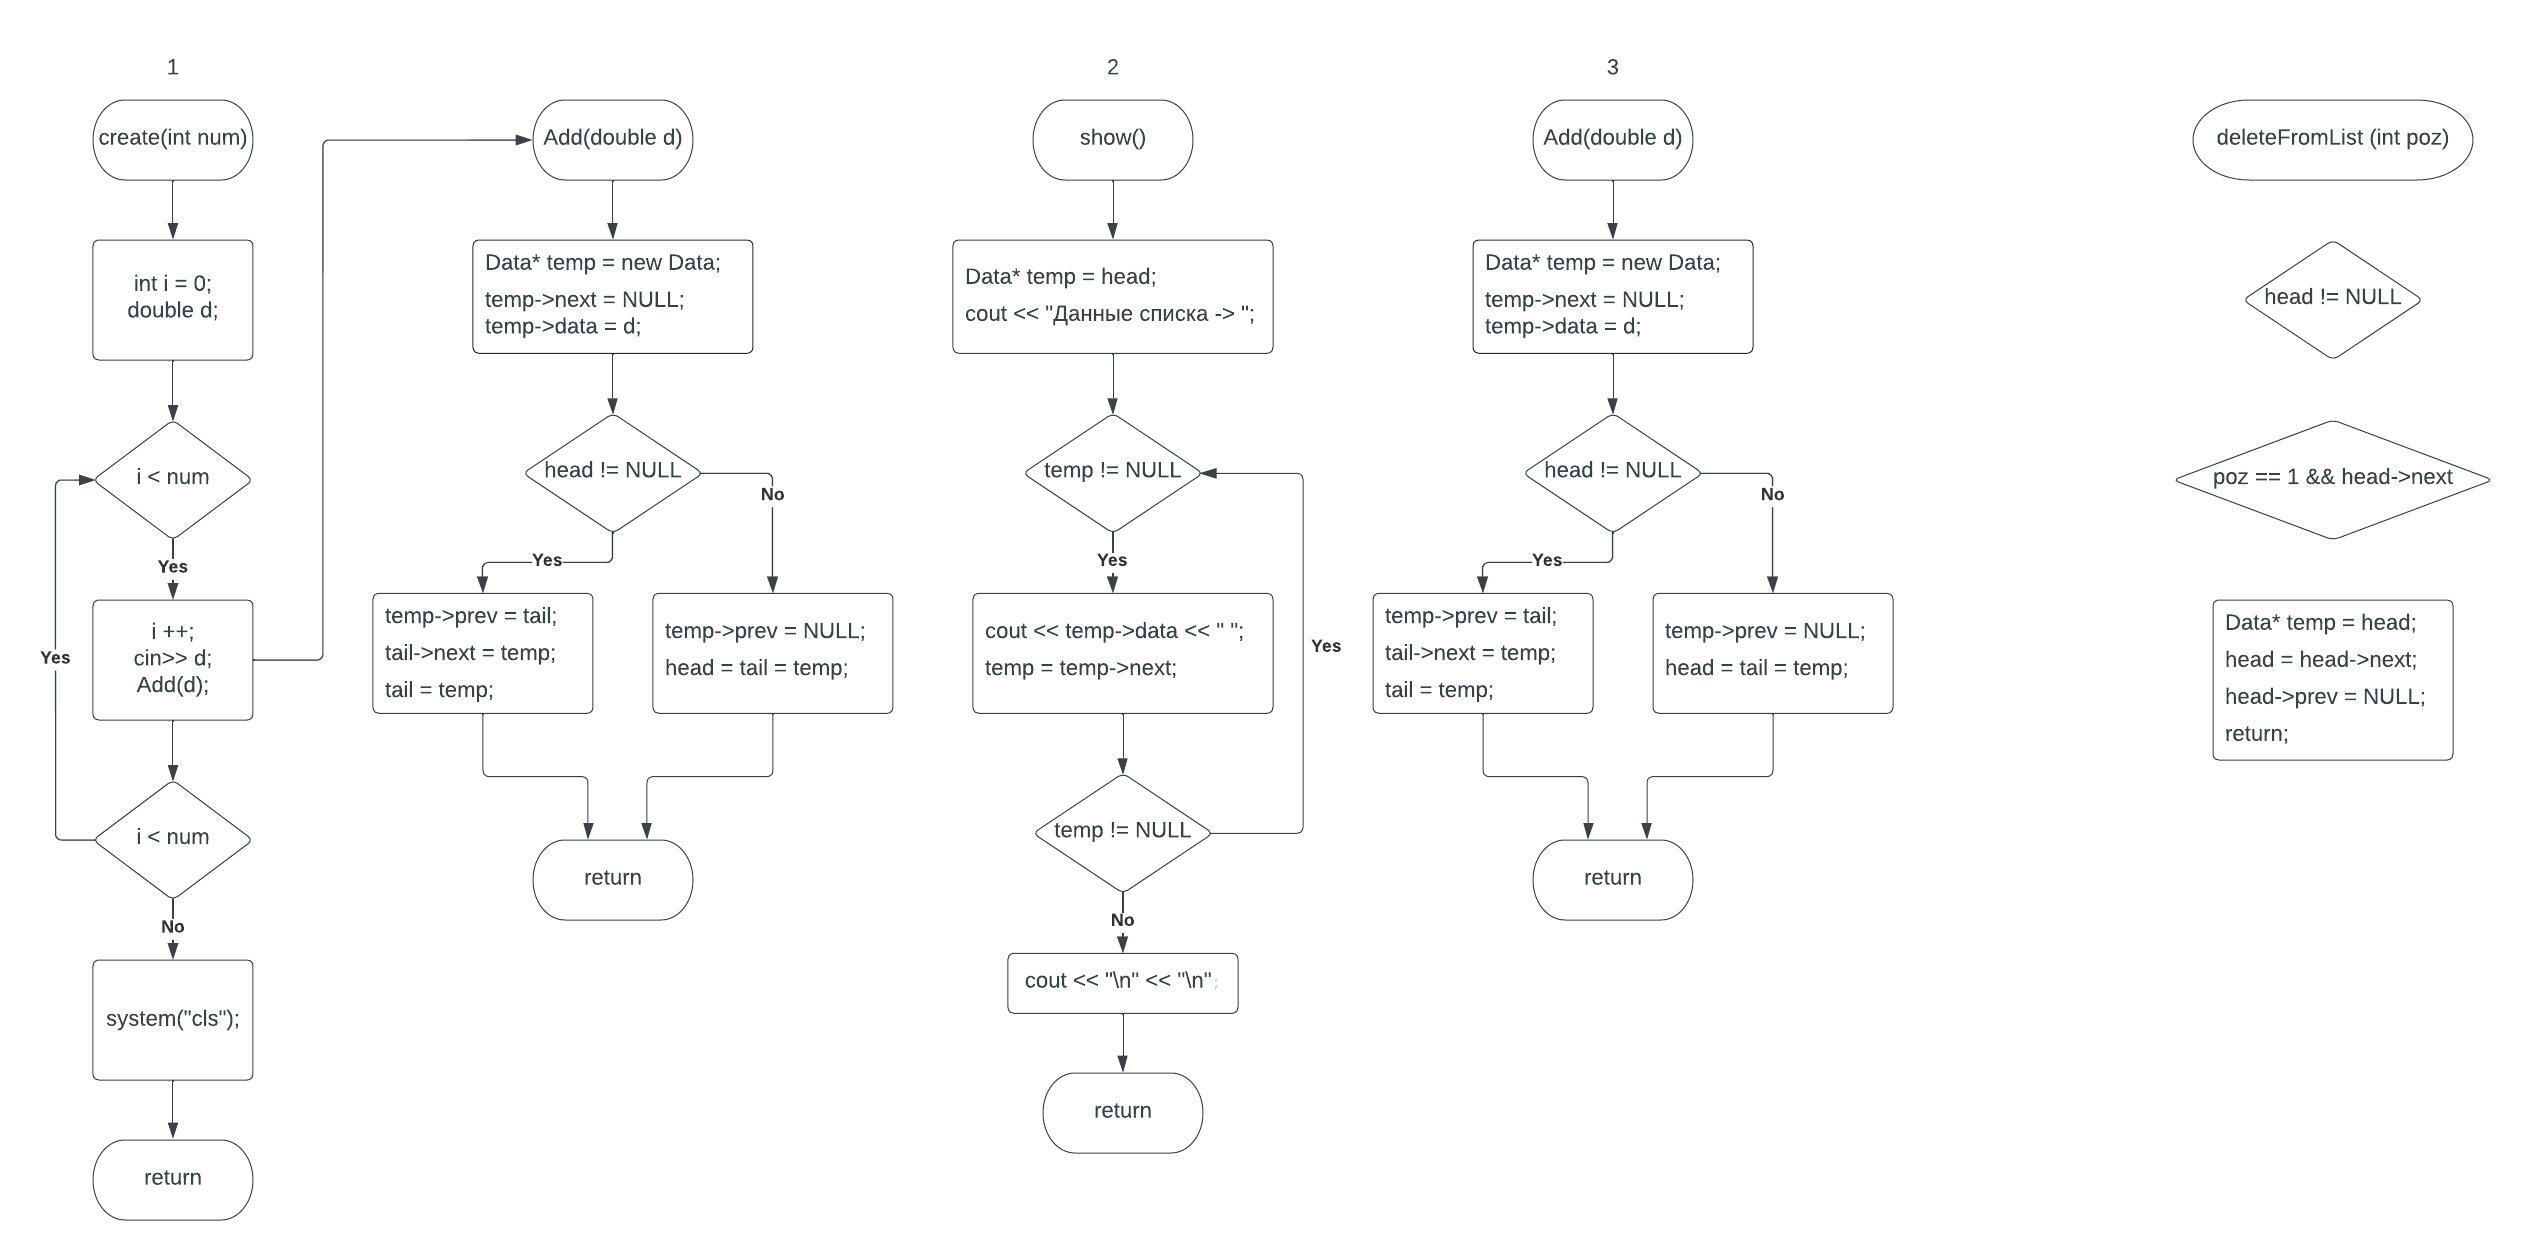 1
create(int num)
int i = 0;
double d;
i < num
Yes
i ++;
cin>> d;
Add(d);
Yes
i < num
No
system("cls");
return
Add(double d)
Data* temp = new Data;
temp->next = NULL;
temp->data = d;
head != NULL
No
Yes
temp->prev = tail;
tail->next = temp;
tail = temp;
temp->prev = NULL;
head = tail = temp;
return
2
show()
Data* temp = head;
cout << "Данные списка -> ";
temp != NULL
Yes
cout << temp->data << " ";
temp = temp->next;
Yes
temp != NULL
No
cout << "\n" << "\n";
return
3
Add(double d)
Data* temp = new Data;
temp->next = NULL;
temp->data = d;
head != NULL
No
Yes
temp->prev = tail;
tail->next = temp;
tail = temp;
temp->prev = NULL;
head = tail = temp;
return
deleteFromList (int poz)
head != NULL
poz == 1 && head->next
Data* temp = head;
head = head->next;
head->prev = NULL;
return;